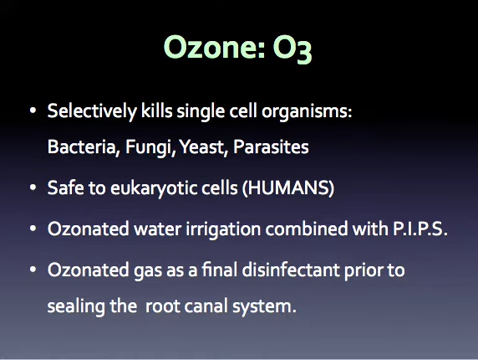 Ozone: O3
• Selectively kills single cell organisms:
Bacteria, Fungi, Yeast, Parasites
• Safe to eukaryotic cells (HUMANS)
• Ozonated water irrigation combined with P.I.P.S.
• Ozonated gas as a final disinfectant prior to
sealing the root canal system.